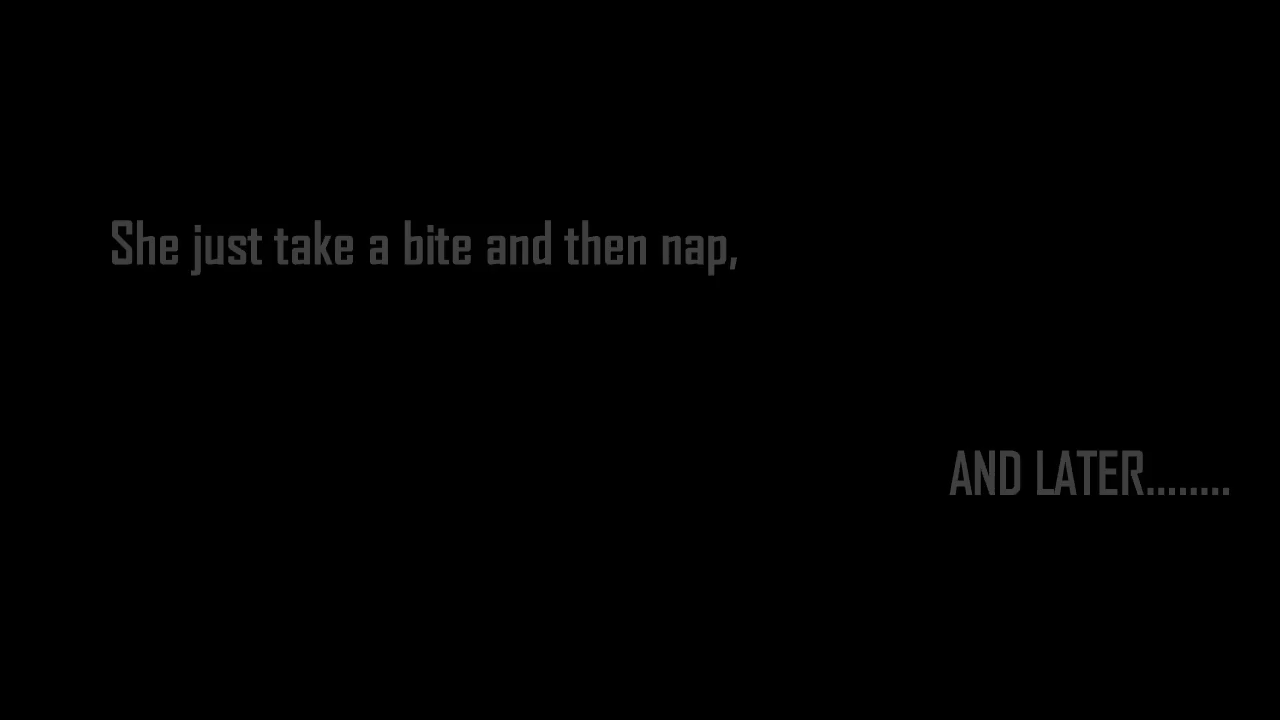 She just take a bite and then nap,
AND LATER........